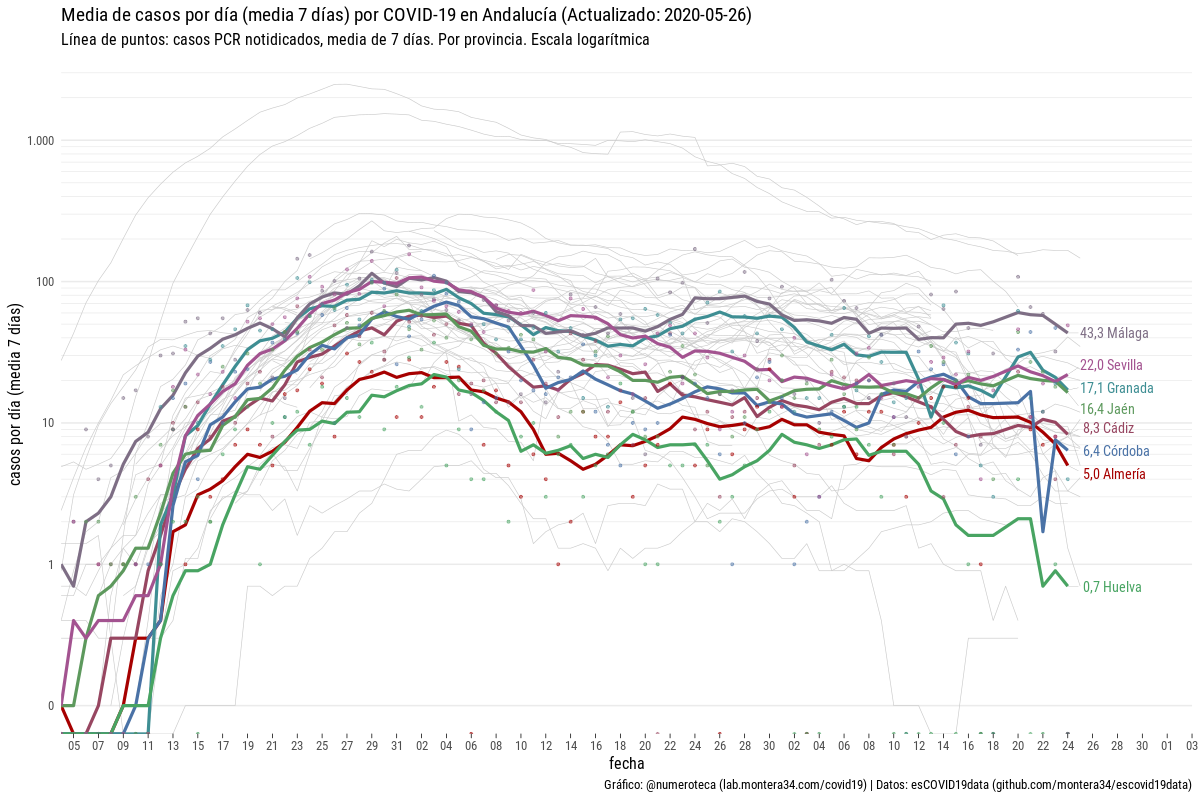 Media de casos por día (media 7 días) por COVID-19 en Andalucía (Actualizado: 2020-05-26)
Línea de puntos: casos PCR notidicados, media de 7 días. Por provincia. Escala logarítmica
casos por día (media 7 días)
1.000
100
10
1
0
43,3 Málaga
22,0 Sevilla
17,1 Granada
16,4 Jaén
8,3 Cádiz
6,4 Córdoba
5,0 Almería
0,7 Huelva
05 07 09 11 13 15 17 19 21 23 25 27 29 31 02 04 06 08 10 12 14 16 18 20 21 23 24 26 28 30 02 04 06 08 10 12 14 16 18 20 22 24 26 28 30 01 03
fecha
Gráfico: @numeroteca (lab.montera34.com/covid19) | Datos: esCOVID19data (github.com/montera34/escovid19data)